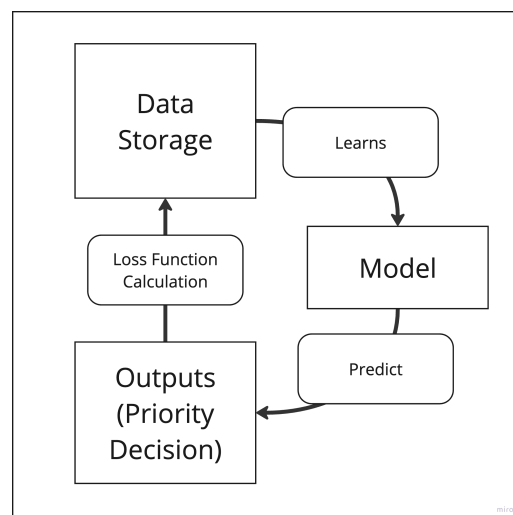 Data
Storage
Learns
Model
Predict
Outputs
(Priority
Decision)
Loss Function
Calculation
miro